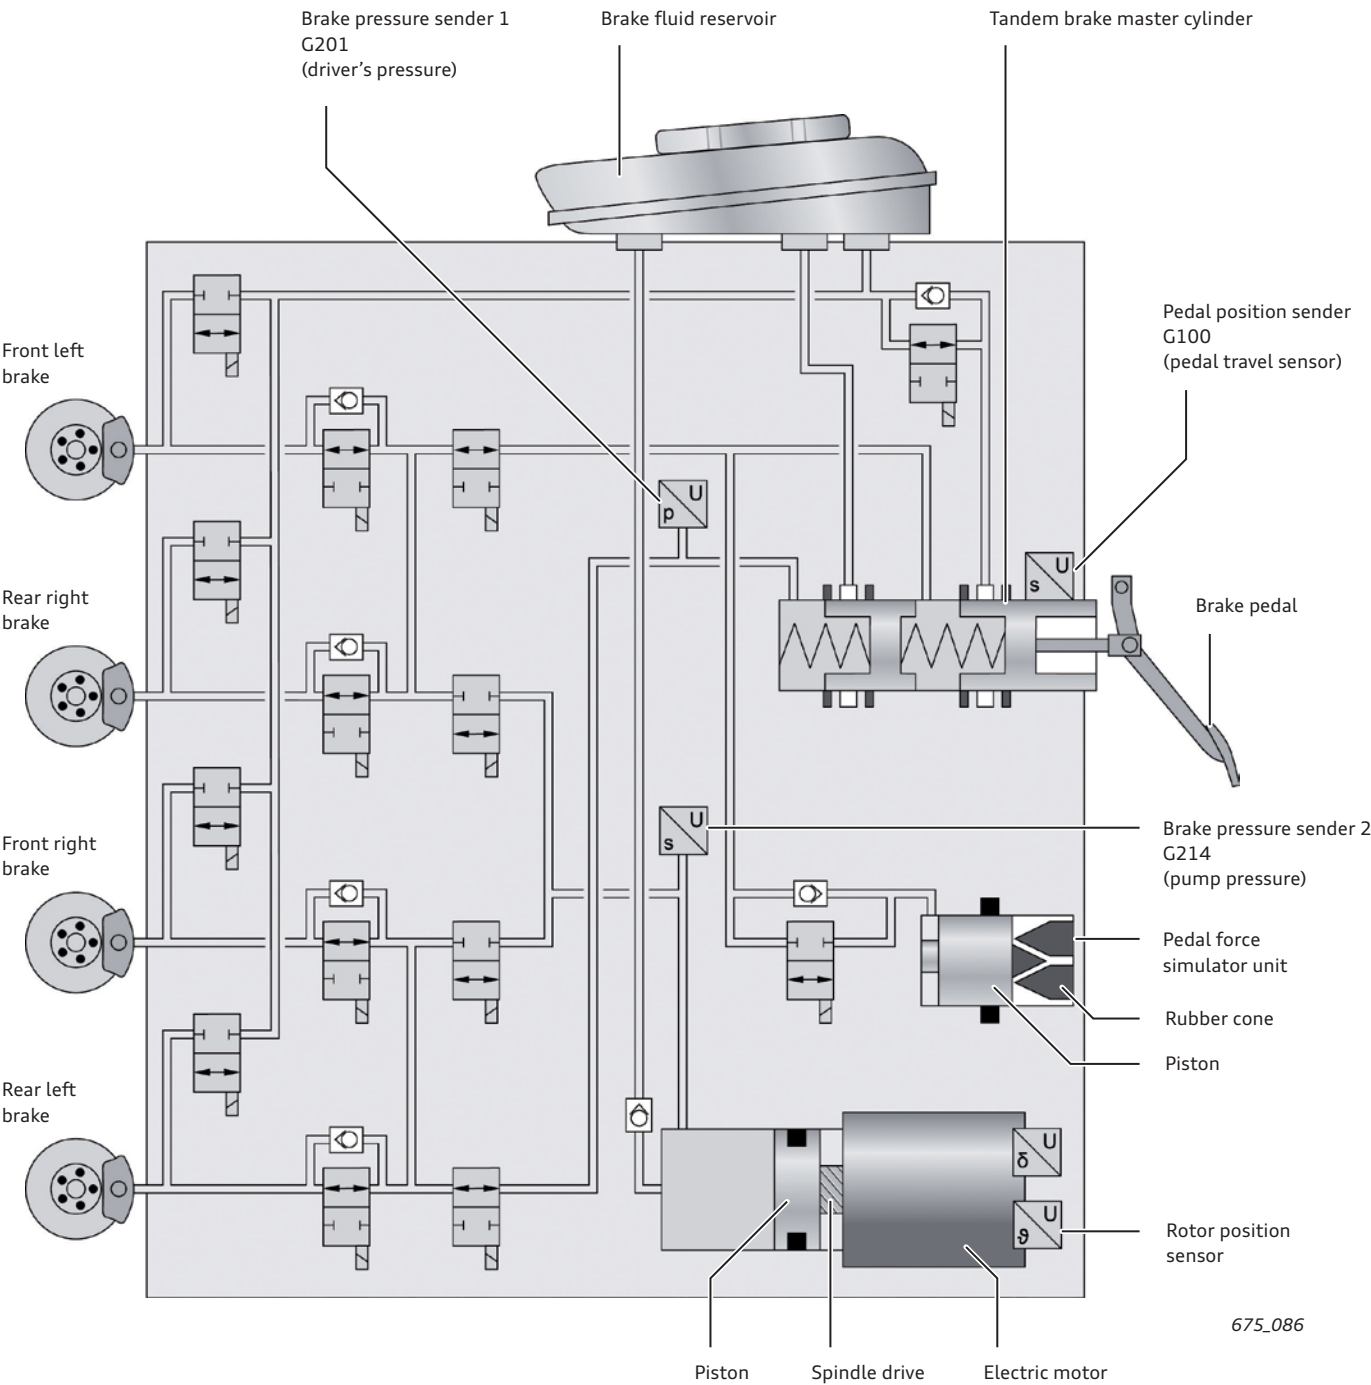 Brake pressure sender 1
G201
(driver’s pressure)
Brake fluid reservoir
Tandem brake master cylinder
Pedal position sender
G100
(pedal travel sensor)
Front left
brake
U
p
U
s
Rear right
brake
Brake pedal
U
s
Brake pressure sender 2
G214
(pump pressure)
Front right
brake
Pedal force
simulator unit
Rubber cone
Piston
Rear left
brake
U
δ
U
ϑ
Rotor position
sensor
675_086
Piston
Spindle drive
Electric motor